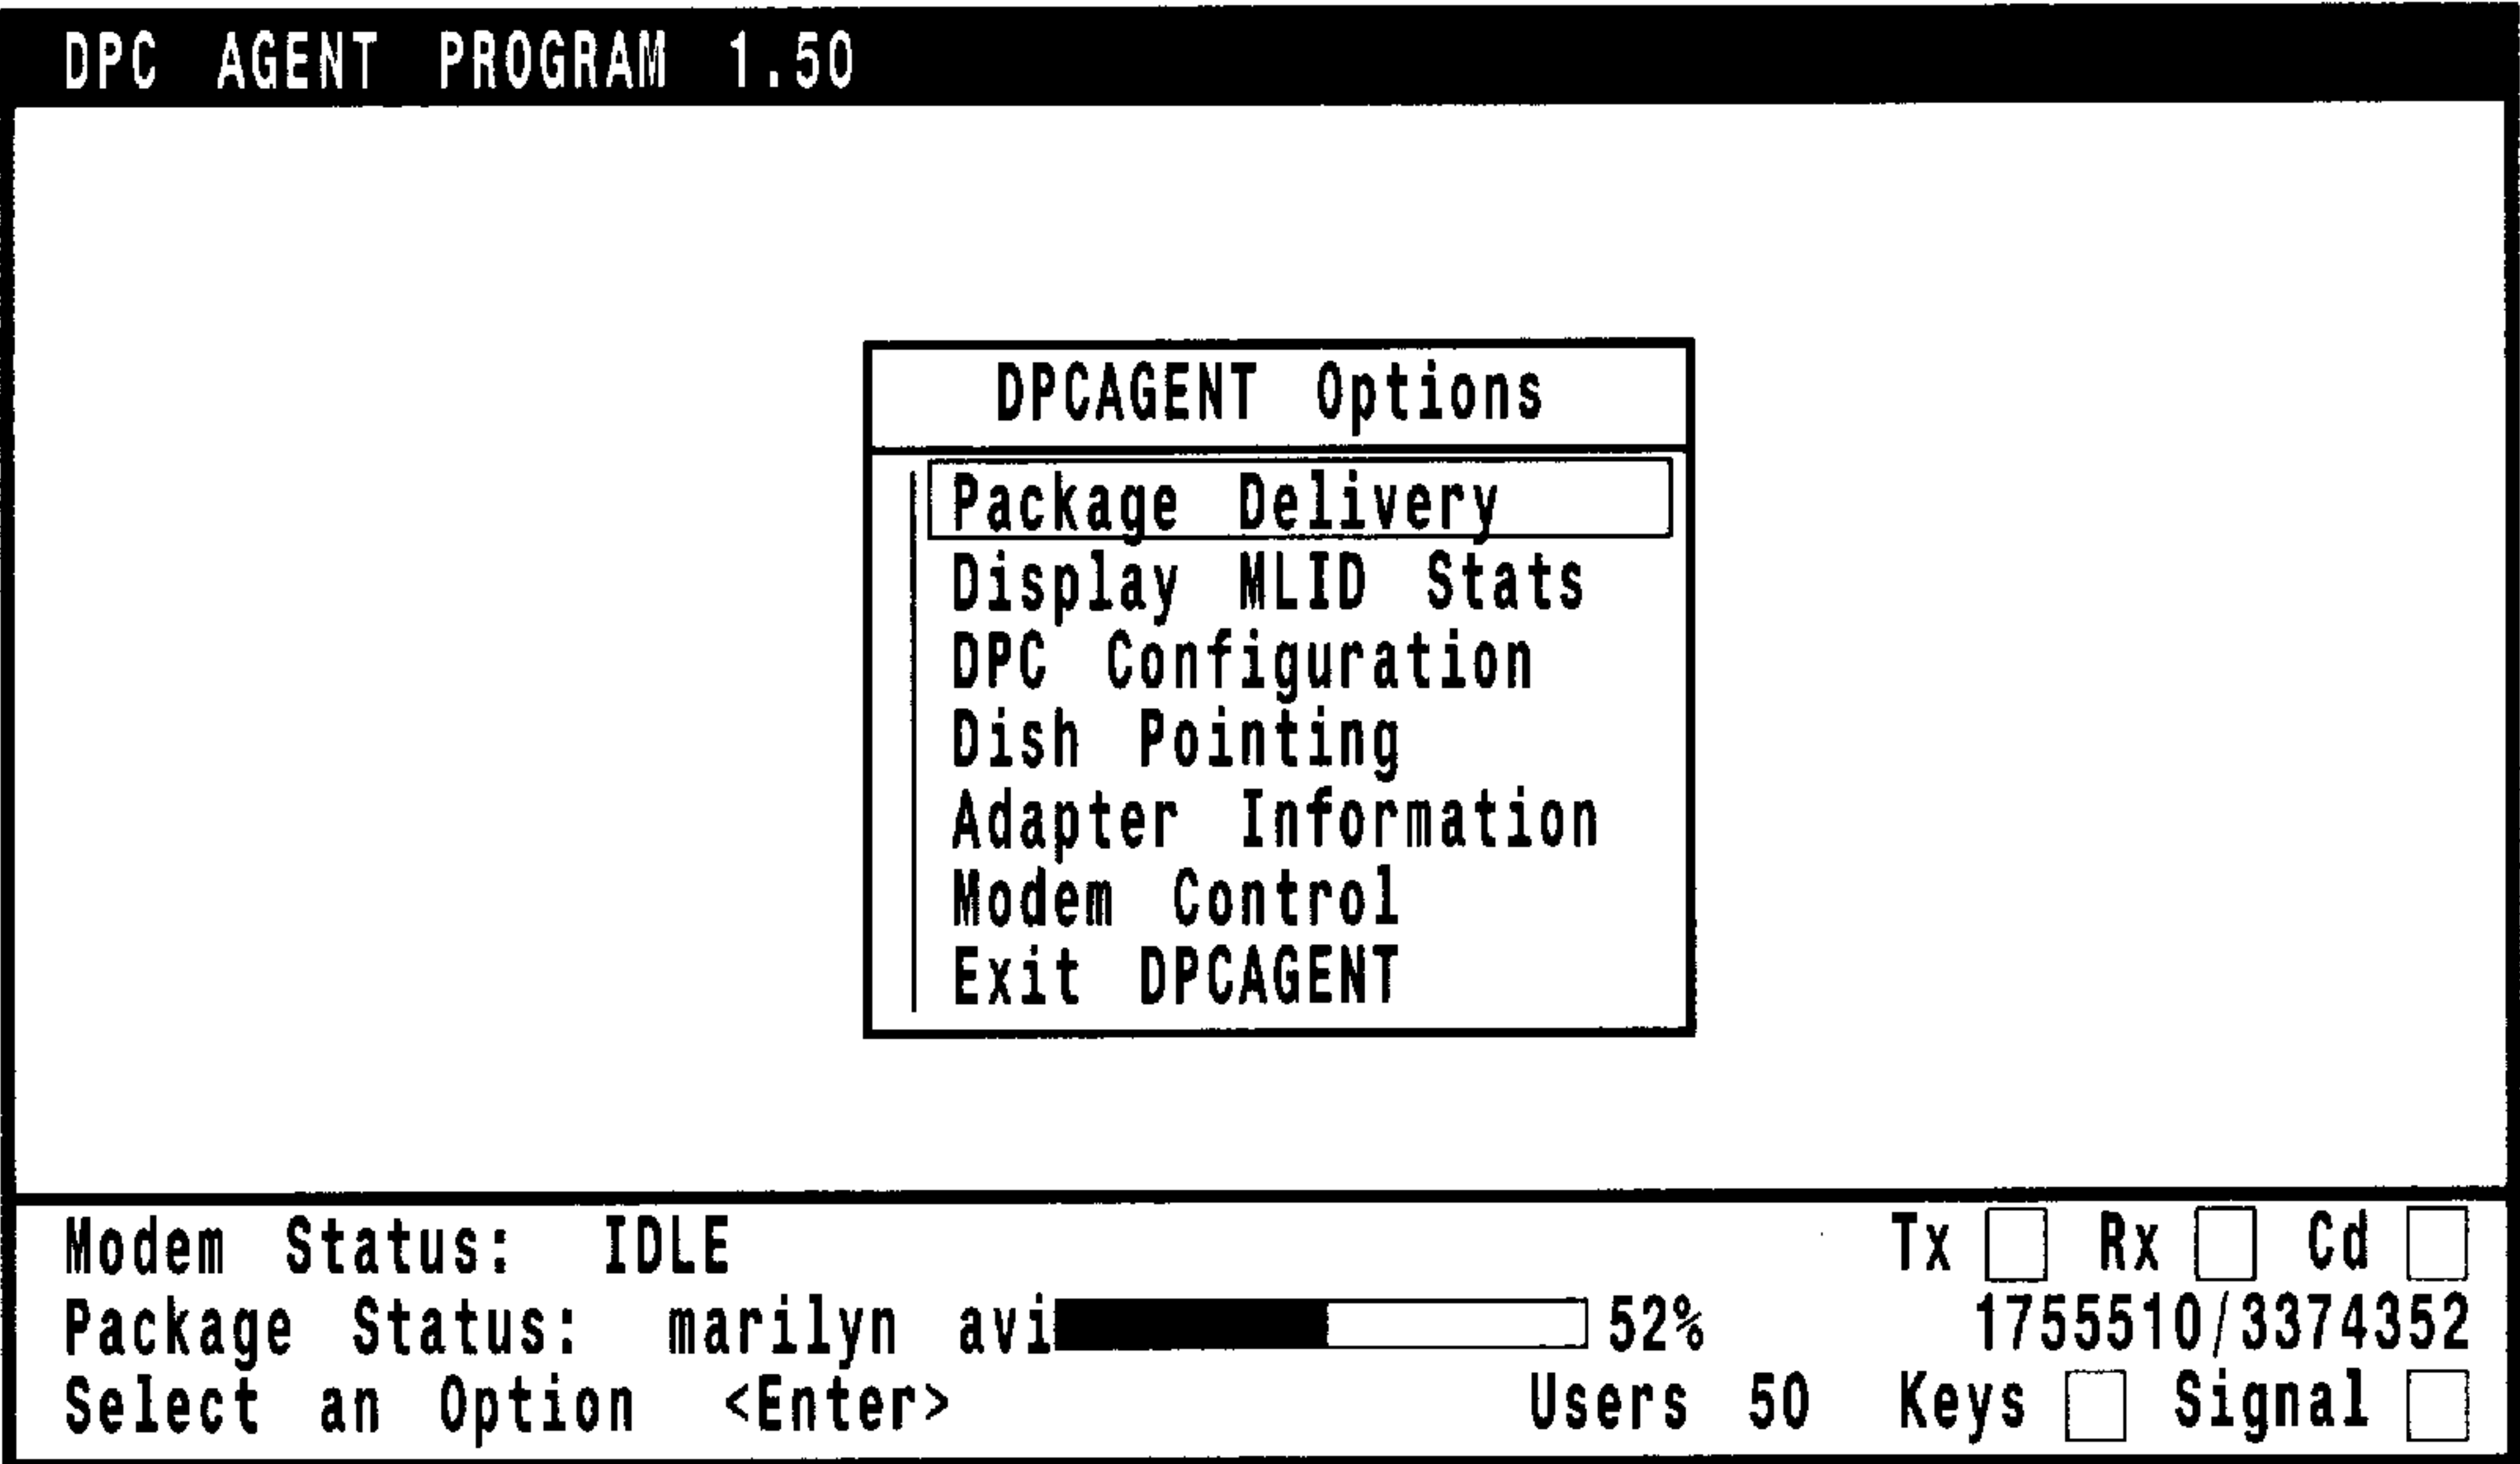 DPC AGENT PROGRAM 1.50
DPCAGENT Options
Package Delivery
Display MLID Stats
DPC Configuration
Dish Pointing
Adapter Information
Modem Control
Exit DPCAGENT
Modem Status: IDLE Tx Rx Cd
Package Status: marilyn avi 52% 1755510/3374352
Select an Option <Enter> Users 50 Keys Signal